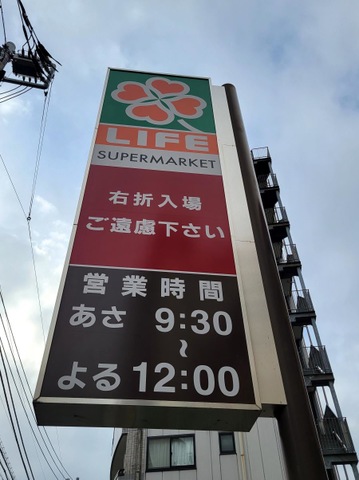 LIFE
SUPERMARKET
右折入場
ご遠慮下さい
営業時間
あさ 9:30
~
よる 12:00